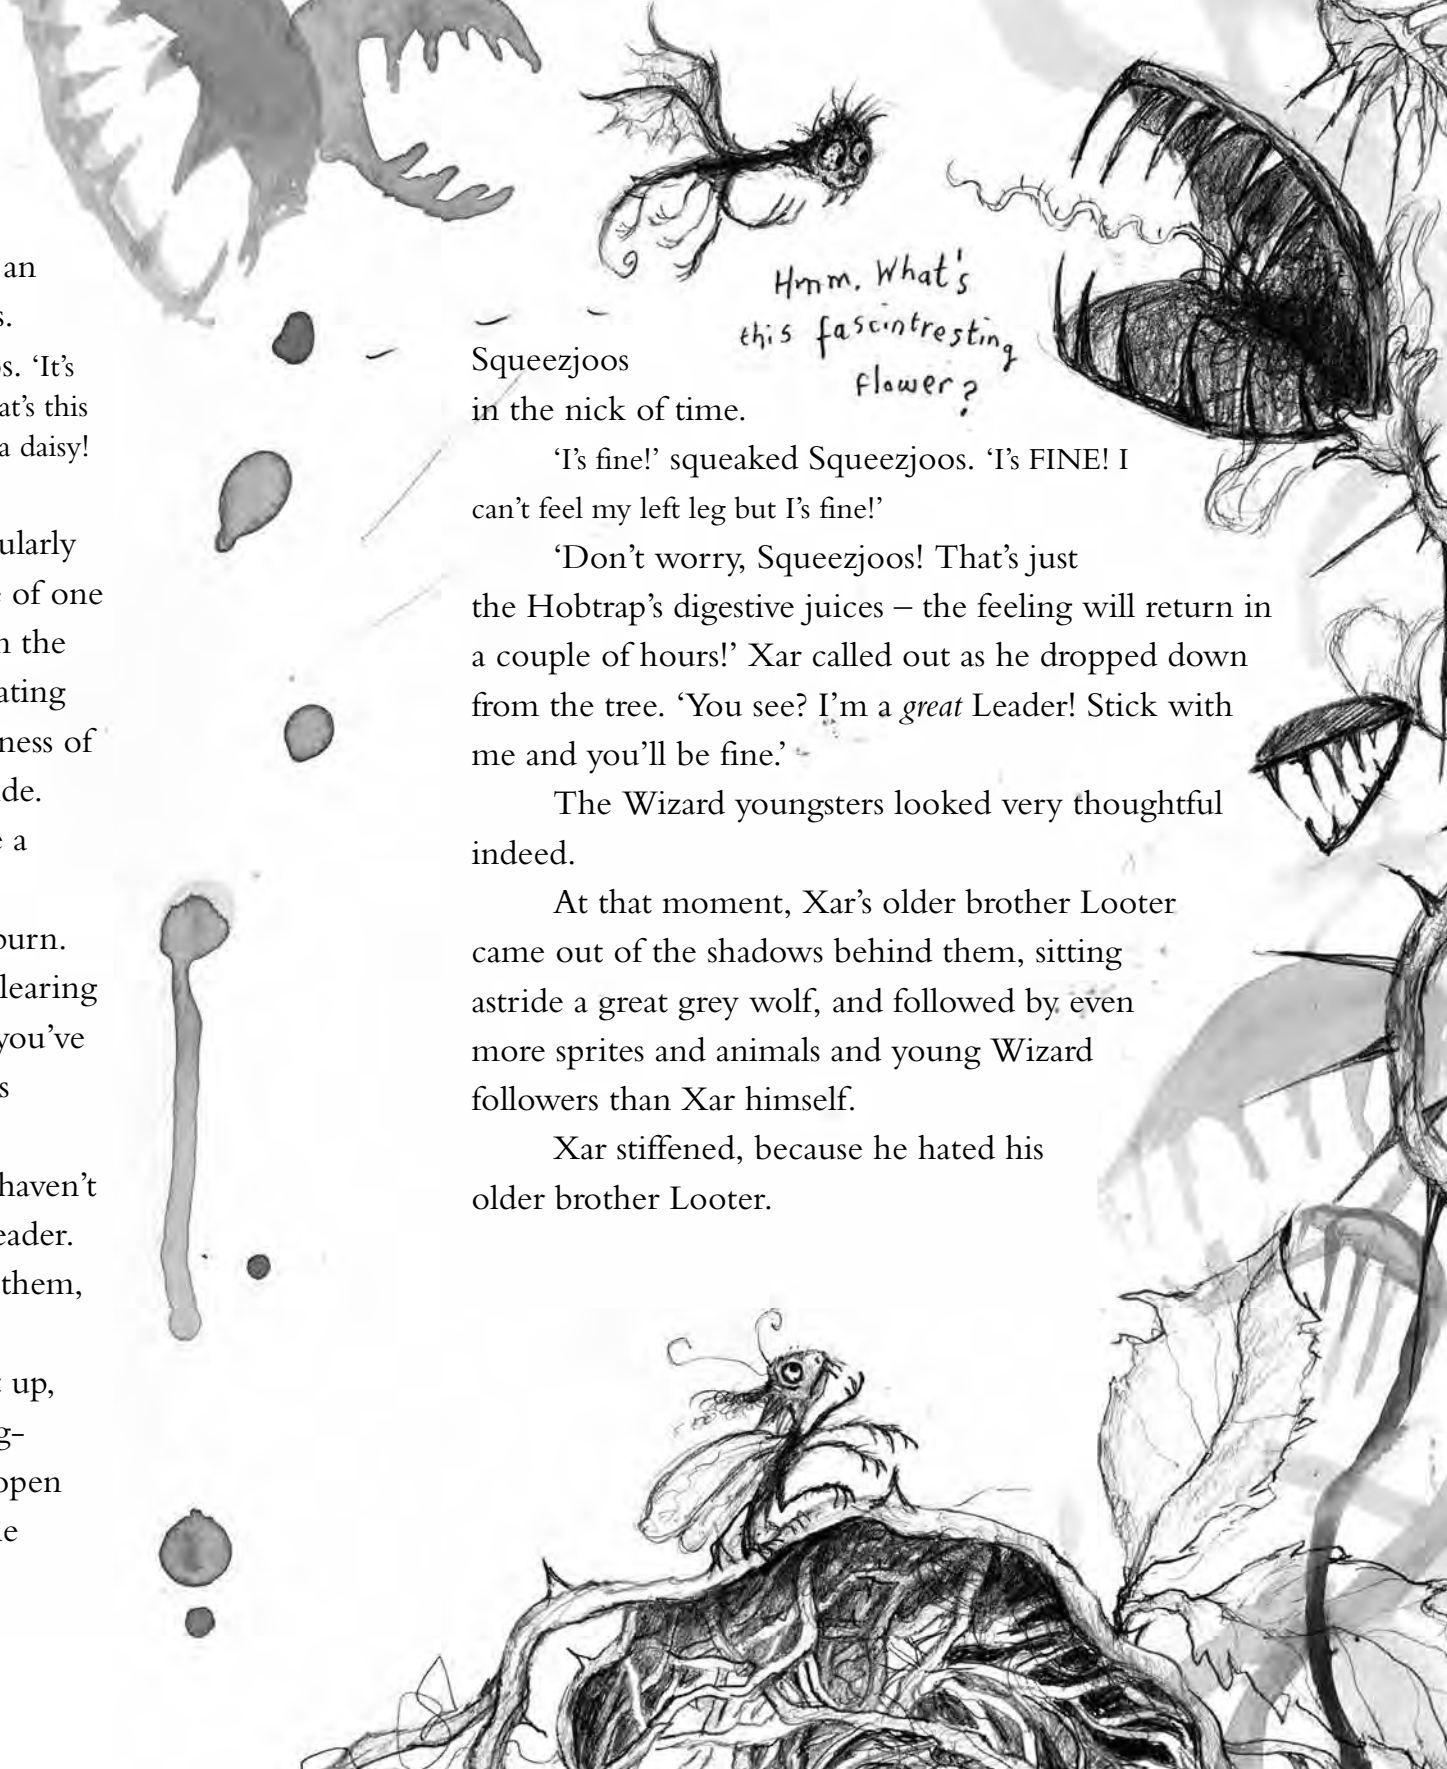 an
s.
s. ‘It’s
at’s this
a daisy!
ularly
of one
n the
ating
ness of
de.
a
ourn.
learing
you’ve
s
haven’t
eader.
them,
up,
g-
open
le
Hmm. What's
this fascintresting
flower?
Squeezjoos
in the nick of time.
‘I’s fine!’ squeaked Squeezjoos. ‘I’s FINE! I
can’t feel my left leg but I’s fine!’
‘Don’t worry, Squeezjoos! That’s just
the Hobtrap’s digestive juices – the feeling will return in
a couple of hours!’ Xar called out as he dropped down
from the tree. ‘You see? I’m a great Leader! Stick with
me and you’ll be fine.’
The Wizard youngsters looked very thoughtful
indeed.
At that moment, Xar’s older brother Looter
came out of the shadows behind them, sitting
astride a great grey wolf, and followed by even
more sprites and animals and young Wizard
followers than Xar himself.
Xar stiffened, because he hated his
older brother Looter.